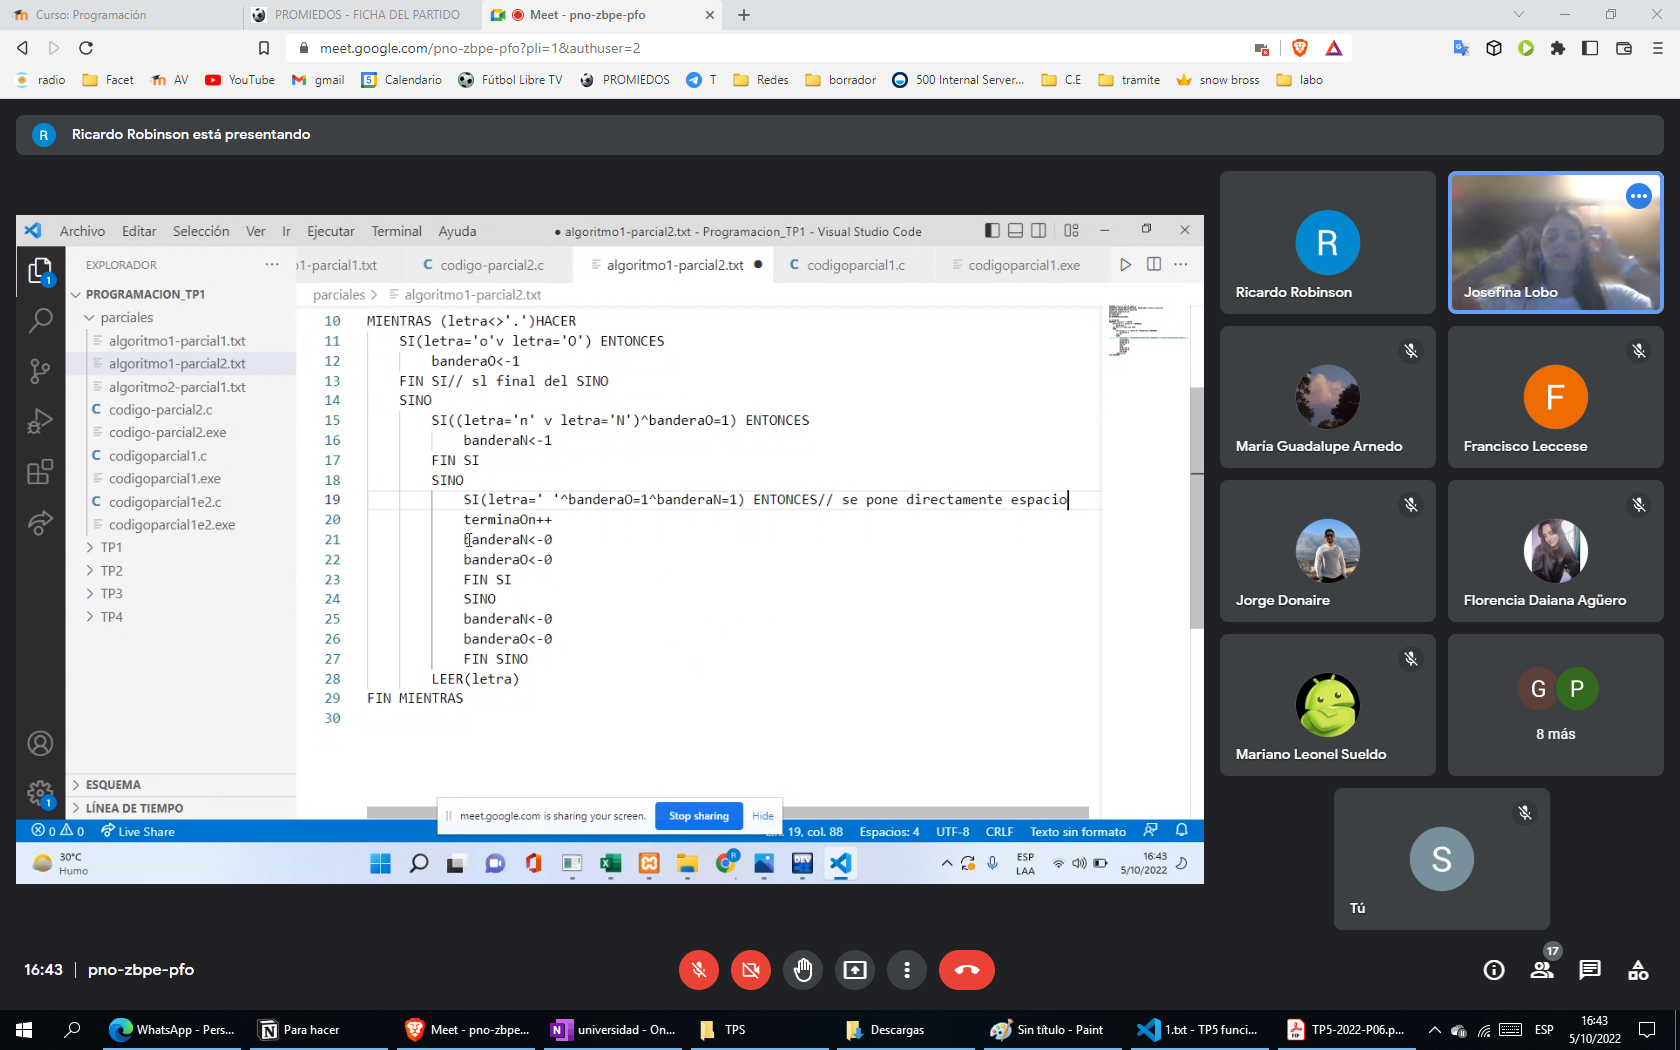 Curso: Programación
PROMIEDOS - FICHA DEL PARTIDO
Meet - pno-zbpe-pfo
meet.google.com/pno-zbpe-pfo?pli=1&authuser=2
radio Facet AV YouTube gmail Calendario Fútbol Libre TV PROMIEDOS T Redes borrador 500 Internal Server... C.E tramite snow bross labo
R Ricardo Robinson está presentando
Archivo Editar Selección Ver Ir Ejecutar Terminal Ayuda
● algoritmo1-parcial2.txt - Programacion_TP1 - Visual Studio Code
EXPLORADOR
PROGRAMACION_TP1
parciales
algoritmo1-parcial1.txt
algoritmo1-parcial2.txt
algoritmo2-parcial1.txt
C codigo-parcial2.c
codigo-parcial2.exe
C codigoparcial1.c
codigoparcial1.exe
C codigoparcial1e2.c
codigoparcial1e2.exe
TP1
TP2
TP3
TP4
ESQUEMA
LÍNEA DE TIEMPO
1
1
o1-parcial1.txt C codigo-parcial2.c algoritmo1-parcial2.txt ● C codigoparcial1.c codigoparcial1.exe
parciales > algoritmo1-parcial2.txt
10 MIENTRAS (letra<>'.')HACER
11 SI(letra='o'v letra='O') ENTONCES
12 banderaO<-1
13 FIN SI// sl final del SINO
14 SINO
15 SI((letra='n' v letra='N')^banderaO=1) ENTONCES
16 banderaN<-1
17 FIN SI
18 SINO
19 SI(letra=' '^banderaO=1^banderaN=1) ENTONCES// se pone directamente espacio
20 terminaOn++
21 banderaN<-0
22 banderaO<-0
23 FIN SI
24 SINO
25 banderaN<-0
26 banderaO<-0
27 FIN SINO
28 LEER(letra)
29 FIN MIENTRAS
30
meet.google.com is sharing your screen. Stop sharing Hide
0 0 Live Share
19, col. 88 Espacios: 4 UTF-8 CRLF Texto sin formato
30°C
Humo
R
DEV
ESP
LAA
16:43
5/10/2022
R
Ricardo Robinson
Josefina Lobo
María Guadalupe Arnedo
F
Francisco Leccese
Jorge Donaire
Florencia Daiana Agüero
Mariano Leonel Sueldo
G P
8 más
S
Tú
16:43 | pno-zbpe-pfo
17
WhatsApp - Pers...
Para hacer
Meet - pno-zbpe...
universidad - On...
TPS
Descargas
Sin título - Paint
1.txt - TP5 funci...
TP5-2022-P06.p...
ESP
16:43
5/10/2022